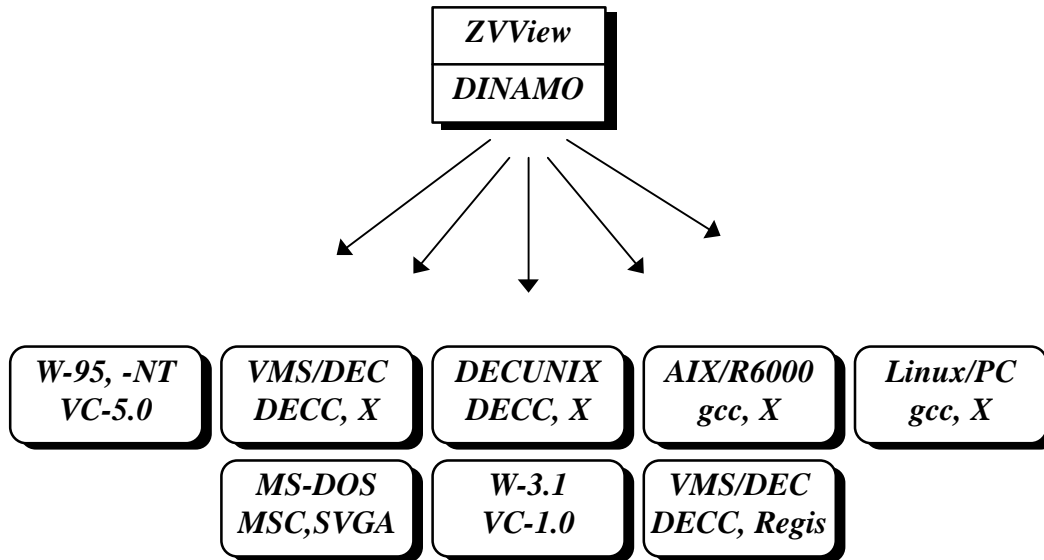 ZVView
DINAMO
W-95, -NT
VC-5.0
VMS/DEC
DECC, X
DECUNIX
DECC, X
AIX/R6000
gcc, X
Linux/PC
gcc, X
MS-DOS
MSC,SVGA
W-3.1
VC-1.0
VMS/DEC
DECC, Regis